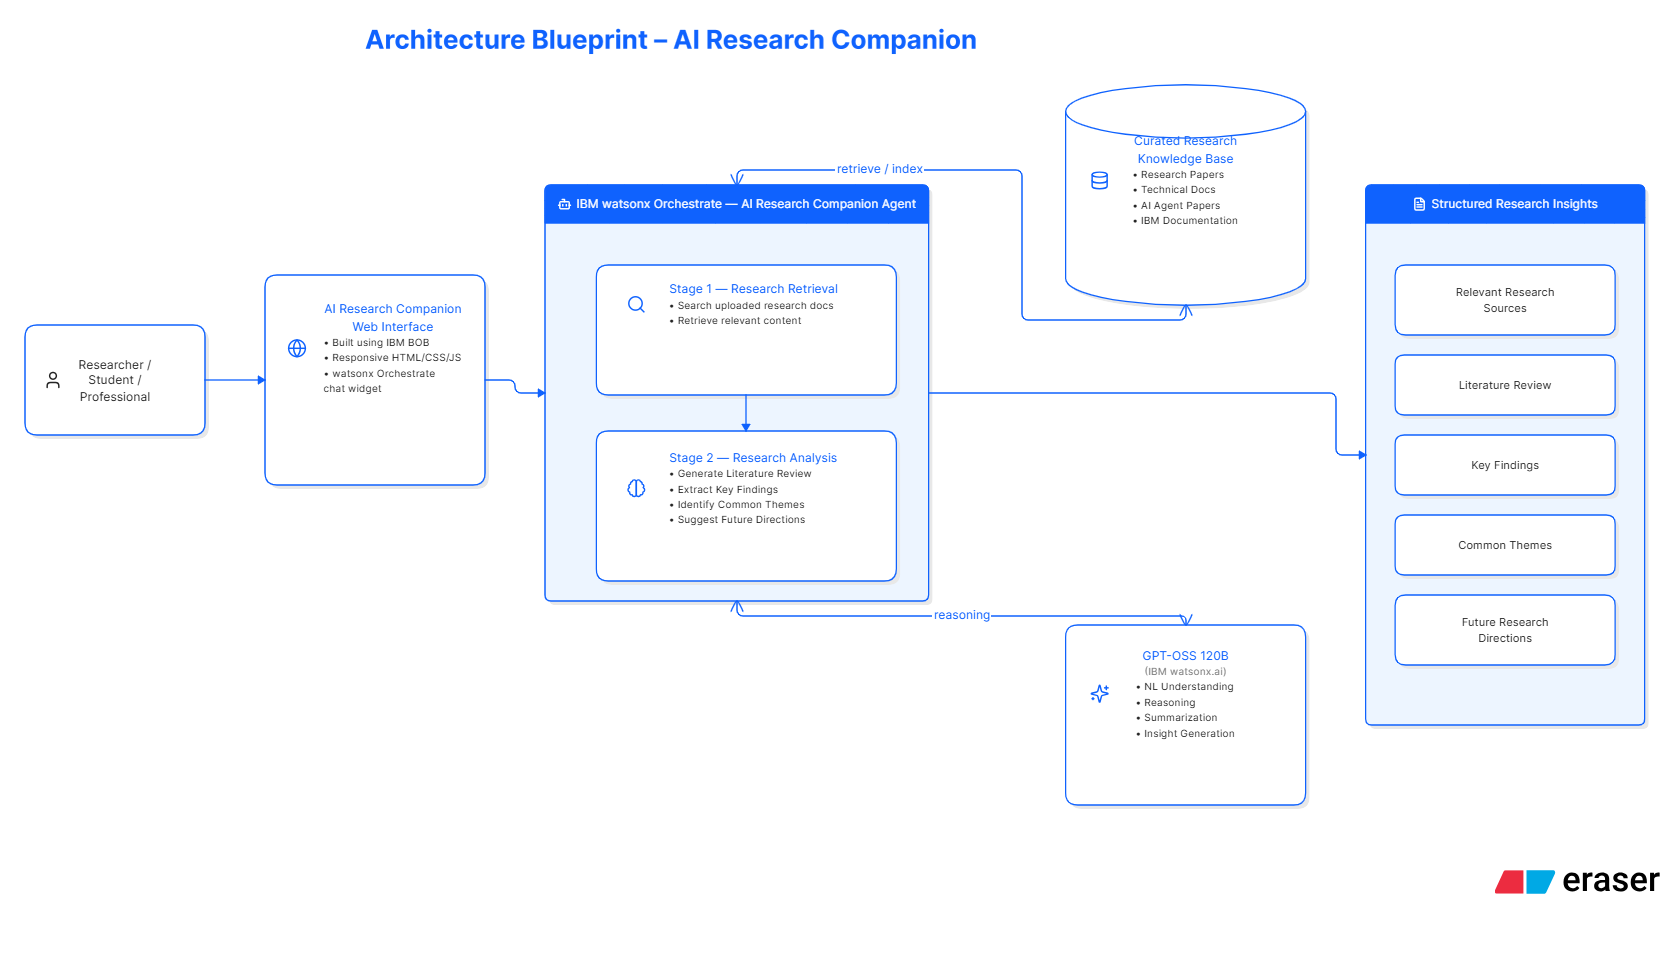 Architecture Blueprint – AI Research Companion
Researcher /
Student /
Professional
AI Research Companion
Web Interface
• Built using IBM BOB
• Responsive HTML/CSS/JS
• watsonx Orchestrate
chat widget
IBM watsonx Orchestrate — AI Research Companion Agent
Stage 1 — Research Retrieval
• Search uploaded research docs
• Retrieve relevant content
Stage 2 — Research Analysis
• Generate Literature Review
• Extract Key Findings
• Identify Common Themes
• Suggest Future Directions
retrieve / index
Curated Research
Knowledge Base
• Research Papers
• Technical Docs
• AI Agent Papers
• IBM Documentation
reasoning
GPT-OSS 120B
(IBM watsonx.ai)
• NL Understanding
• Reasoning
• Summarization
• Insight Generation
Structured Research Insights
Relevant Research
Sources
Literature Review
Key Findings
Common Themes
Future Research
Directions
eraser